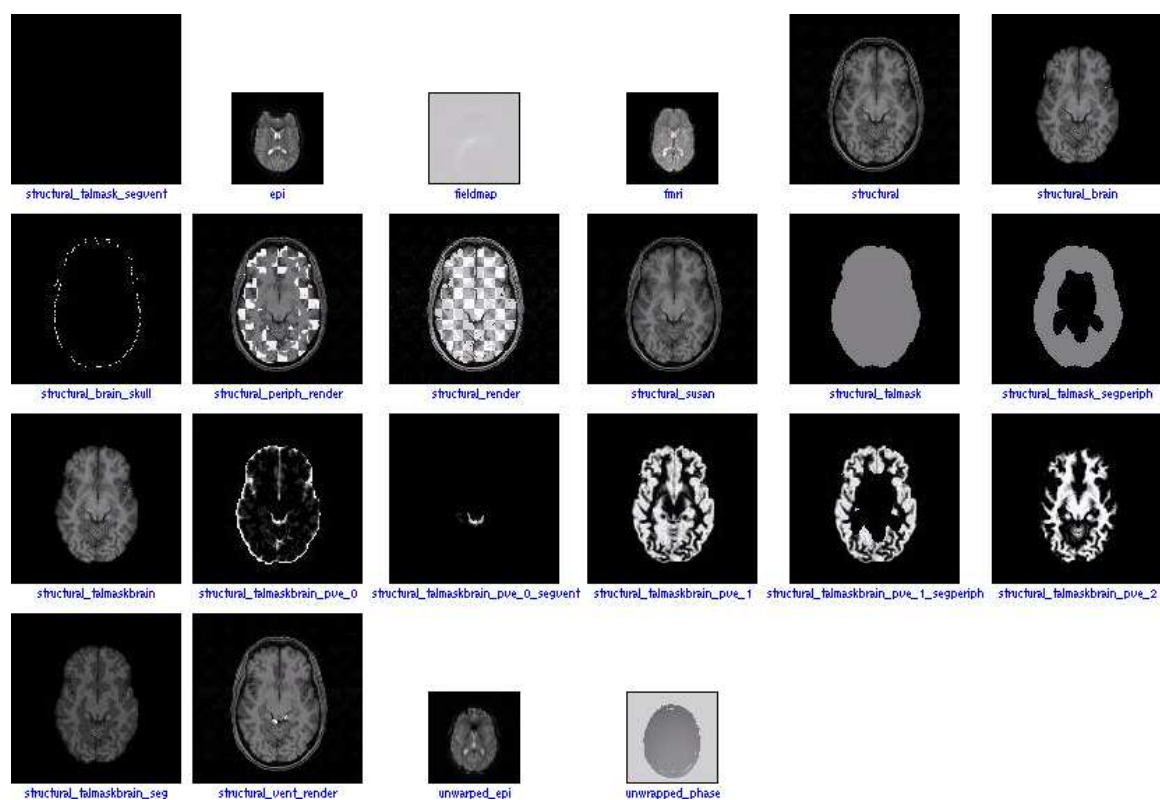 structural_talmask_segvent
epi
fieldmap
fmri
structural
structural_brain
structural_brain_skull
structural_periph_render
structural_render
structural_susan
structural_talmask
structural_talmask_segperiph
structural_talmaskbrain
structural_talmaskbrain_pve_0
structural_talmaskbrain_pve_0_segvent
structural_talmaskbrain_pve_1
structural_talmaskbrain_pve_1_segperiph
structural_talmaskbrain_pve_2
structural_talmaskbrain_seg
structural_vent_render
unwarped_epi
unwrapped_phase